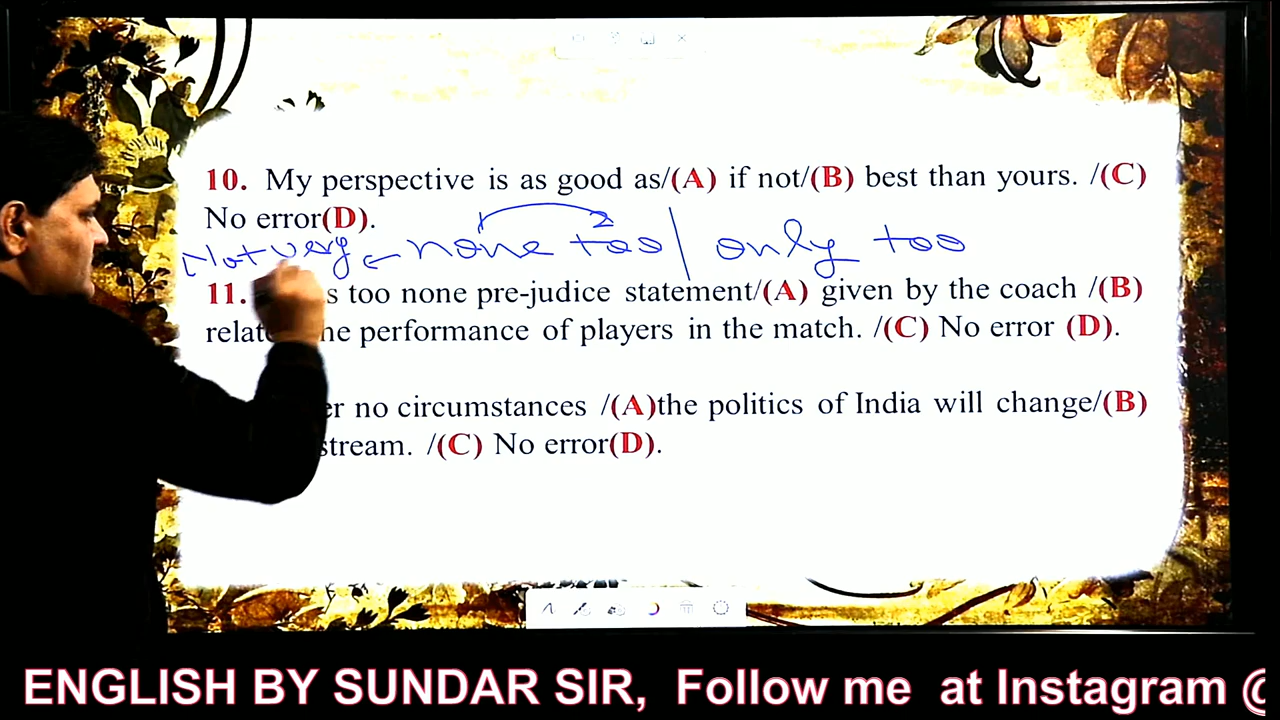 10. My perspective is as good as/(A) if not/(B) best than yours. /(C)
No error(D).
Not very ← none too | only too
11. s too none pre-judice statement/(A) given by the coach /(B)
he performance of players in the match. /(C) No error (D).
no circumstances /(A)the politics of India will change/(B)
stream. /(C) No error(D).
ENGLISH BY SUNDAR SIR, Follow me at Instagram @